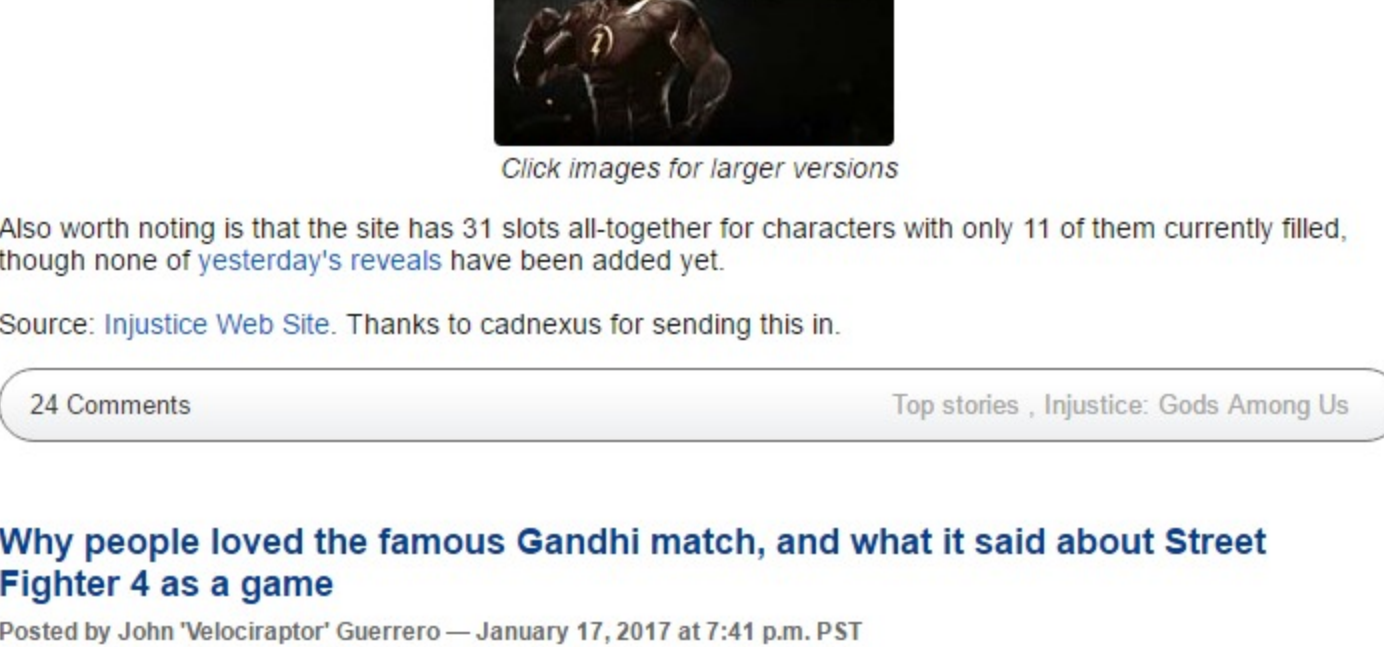 Click images for larger versions
Also worth noting is that the site has 31 slots all-together for characters with only 11 of them currently filled,
though none of yesterday's reveals have been added yet.
Source: Injustice Web Site. Thanks to cadnexus for sending this in.
24 Comments Top stories , Injustice: Gods Among Us
Why people loved the famous Gandhi match, and what it said about Street
Fighter 4 as a game
Posted by John 'Velociraptor' Guerrero — January 17, 2017 at 7:41 p.m. PST